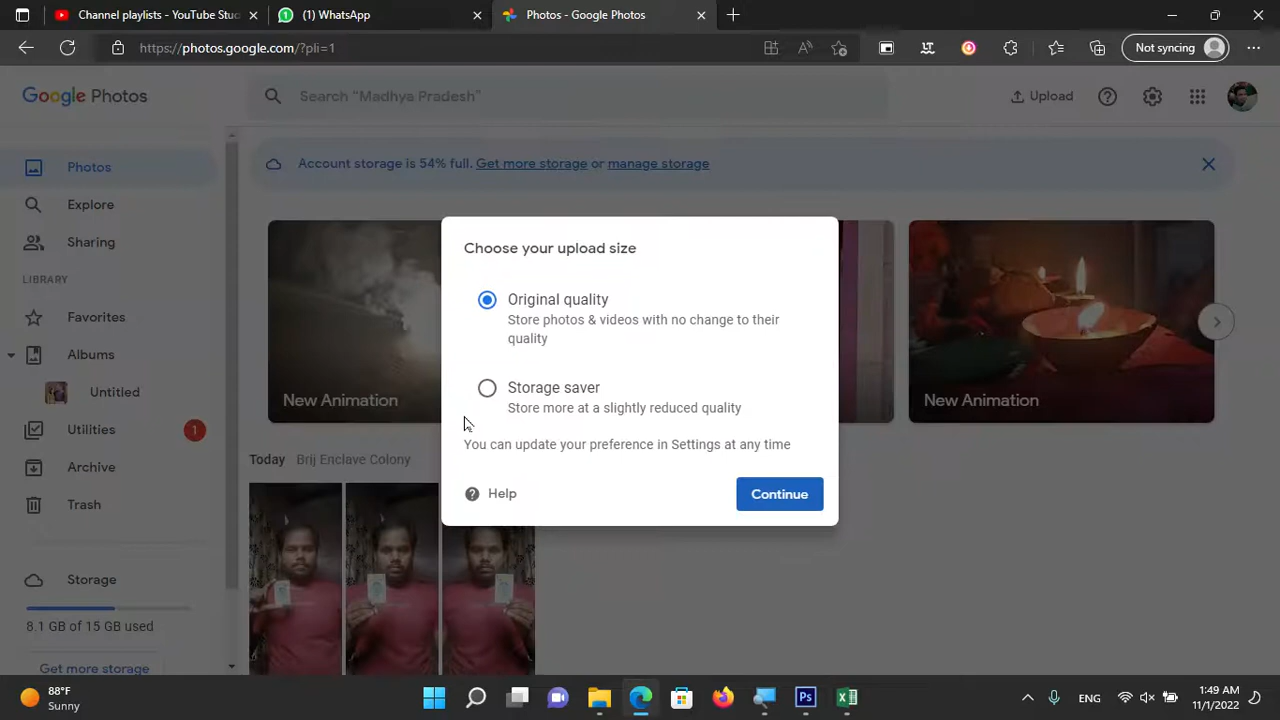 Channel playlists - YouTube Stud
(1) WhatsApp
Photos - Google Photos
https://photos.google.com/?pli=1
Not syncing
Google Photos
Search “Madhya Pradesh”
Upload
Photos
Account storage is 54% full. Get more storage or manage storage
Explore
Sharing
LIBRARY
Favorites
Albums
Untitled
Utilities
1
Archive
Trash
Storage
8.1 GB of 15 GB used
Get more storage
New Animation
New Animation
Today Brij Enclave Colony
Choose your upload size
Original quality
Store photos & videos with no change to their
quality
Storage saver
Store more at a slightly reduced quality
You can update your preference in Settings at any time
Help
Continue
88°F
Sunny
Ps
ENG
1:49 AM
11/1/2022